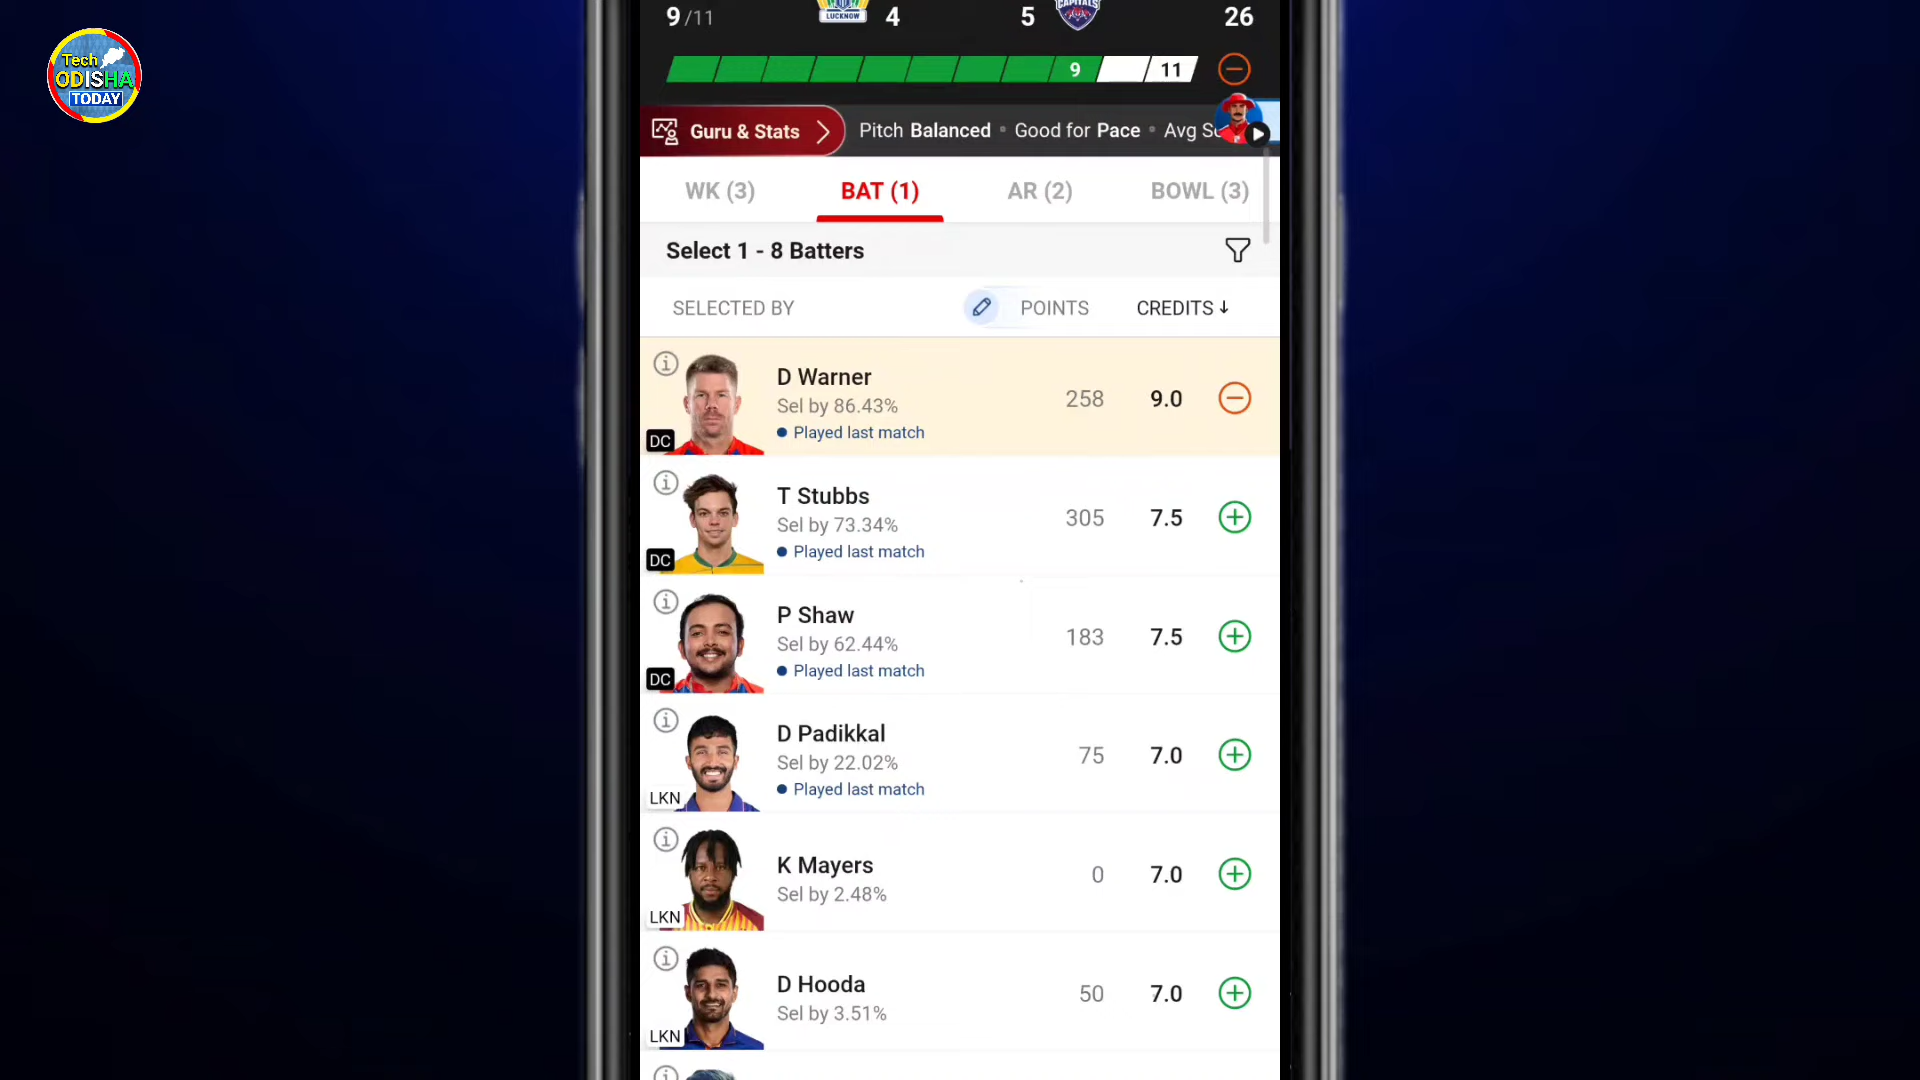 Tech
ODISHA
TODAY
9/11
LUCKNOW
4
5
CAPITALS
26
9
11
Guru & Stats
Pitch Balanced • Good for Pace • Avg
WK (3)
BAT (1)
AR (2)
BOWL (3)
Select 1 - 8 Batters
SELECTED BY
POINTS
CREDITS↓
D Warner
Sel by 86.43%
Played last match
DC
258
9.0
T Stubbs
Sel by 73.34%
Played last match
DC
305
7.5
P Shaw
Sel by 62.44%
Played last match
DC
183
7.5
D Padikkal
Sel by 22.02%
Played last match
LKN
75
7.0
K Mayers
Sel by 2.48%
LKN
0
7.0
D Hooda
Sel by 3.51%
LKN
50
7.0